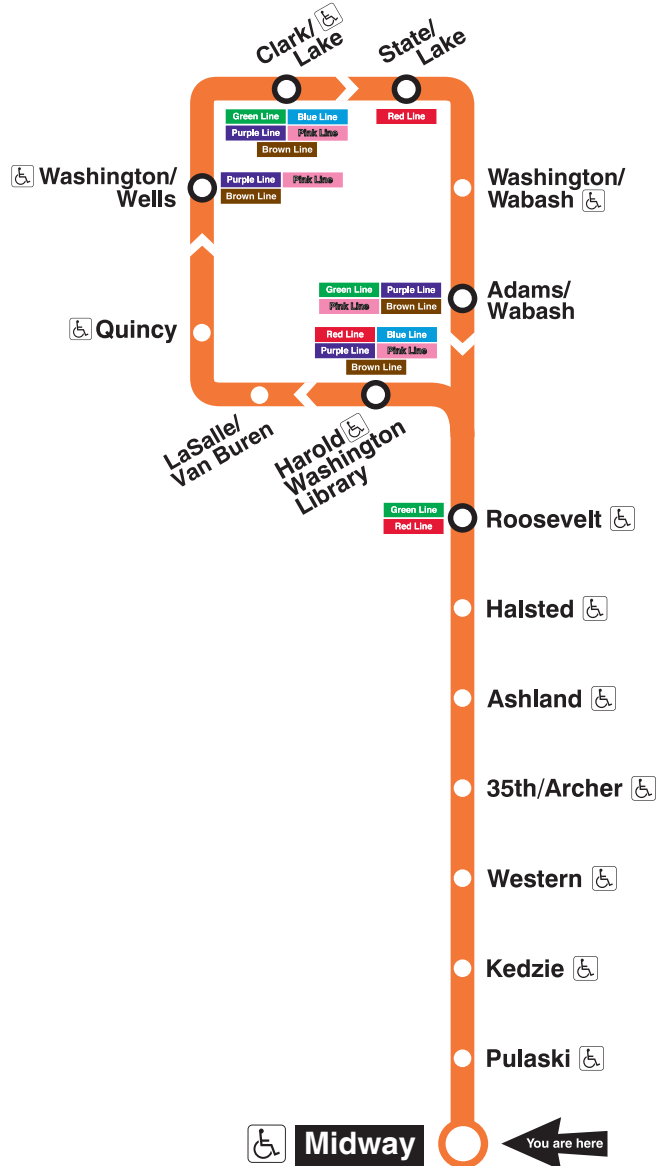 Clark/
Lake
State/
Lake
Green Line
Blue Line
Purple Line
Pink Line
Brown Line
Red Line
Washington/
Wells
Purple Line
Pink Line
Brown Line
Washington/
Wabash
Green Line
Purple Line
Pink Line
Brown Line
Adams/
Wabash
Quincy
Red Line
Blue Line
Purple Line
Pink Line
Brown Line
LaSalle/
Van Buren
Harold
Washington
Library
Green Line
Red Line
Roosevelt
Halsted
Ashland
35th/Archer
Western
Kedzie
Pulaski
Midway
You are here